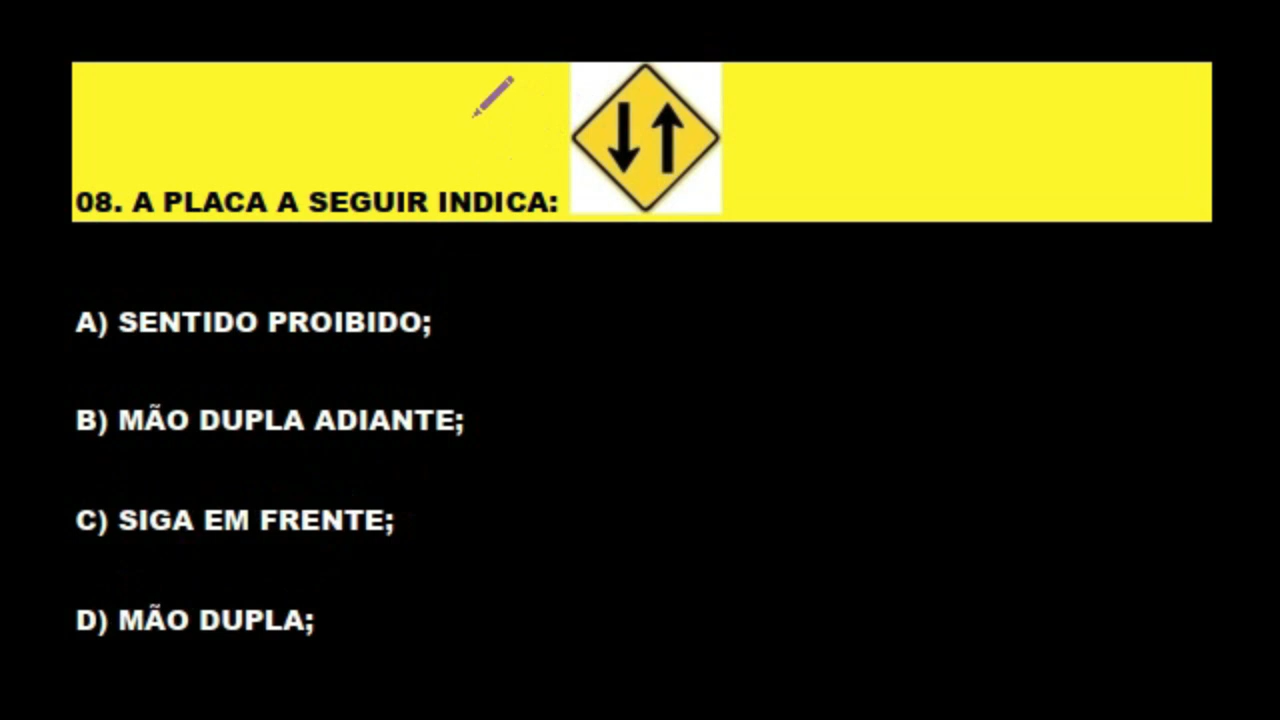 08. A PLACA A SEGUIR INDICA:
A) SENTIDO PROIBIDO;
B) MÃO DUPLA ADIANTE;
C) SIGA EM FRENTE;
D) MÃO DUPLA;